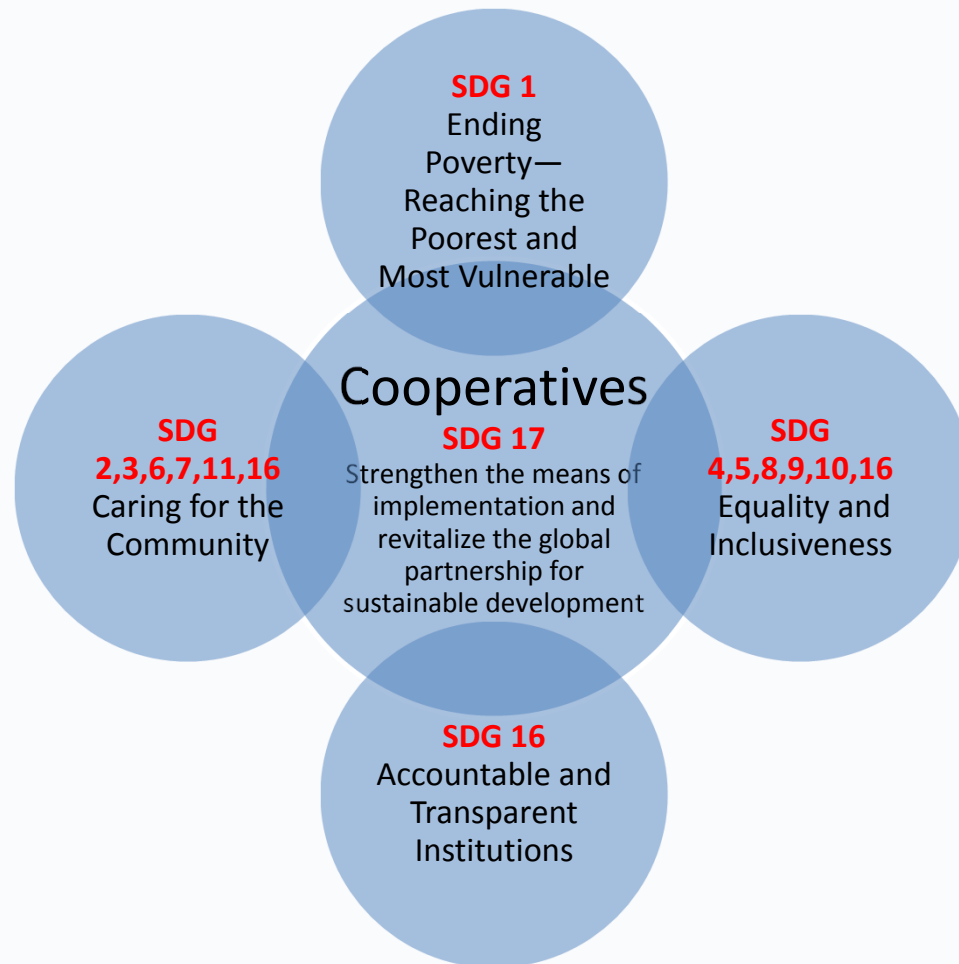 SDG 1
Ending
Poverty—
Reaching the
Poorest and
Most Vulnerable
Cooperatives
SDG 17
Strengthen the means of
implementation and
revitalize the global
partnership for
sustainable development
SDG
2,3,6,7,11,16
Caring for the
Community
SDG
4,5,8,9,10,16
Equality and
Inclusiveness
SDG 16
Accountable and
Transparent
Institutions